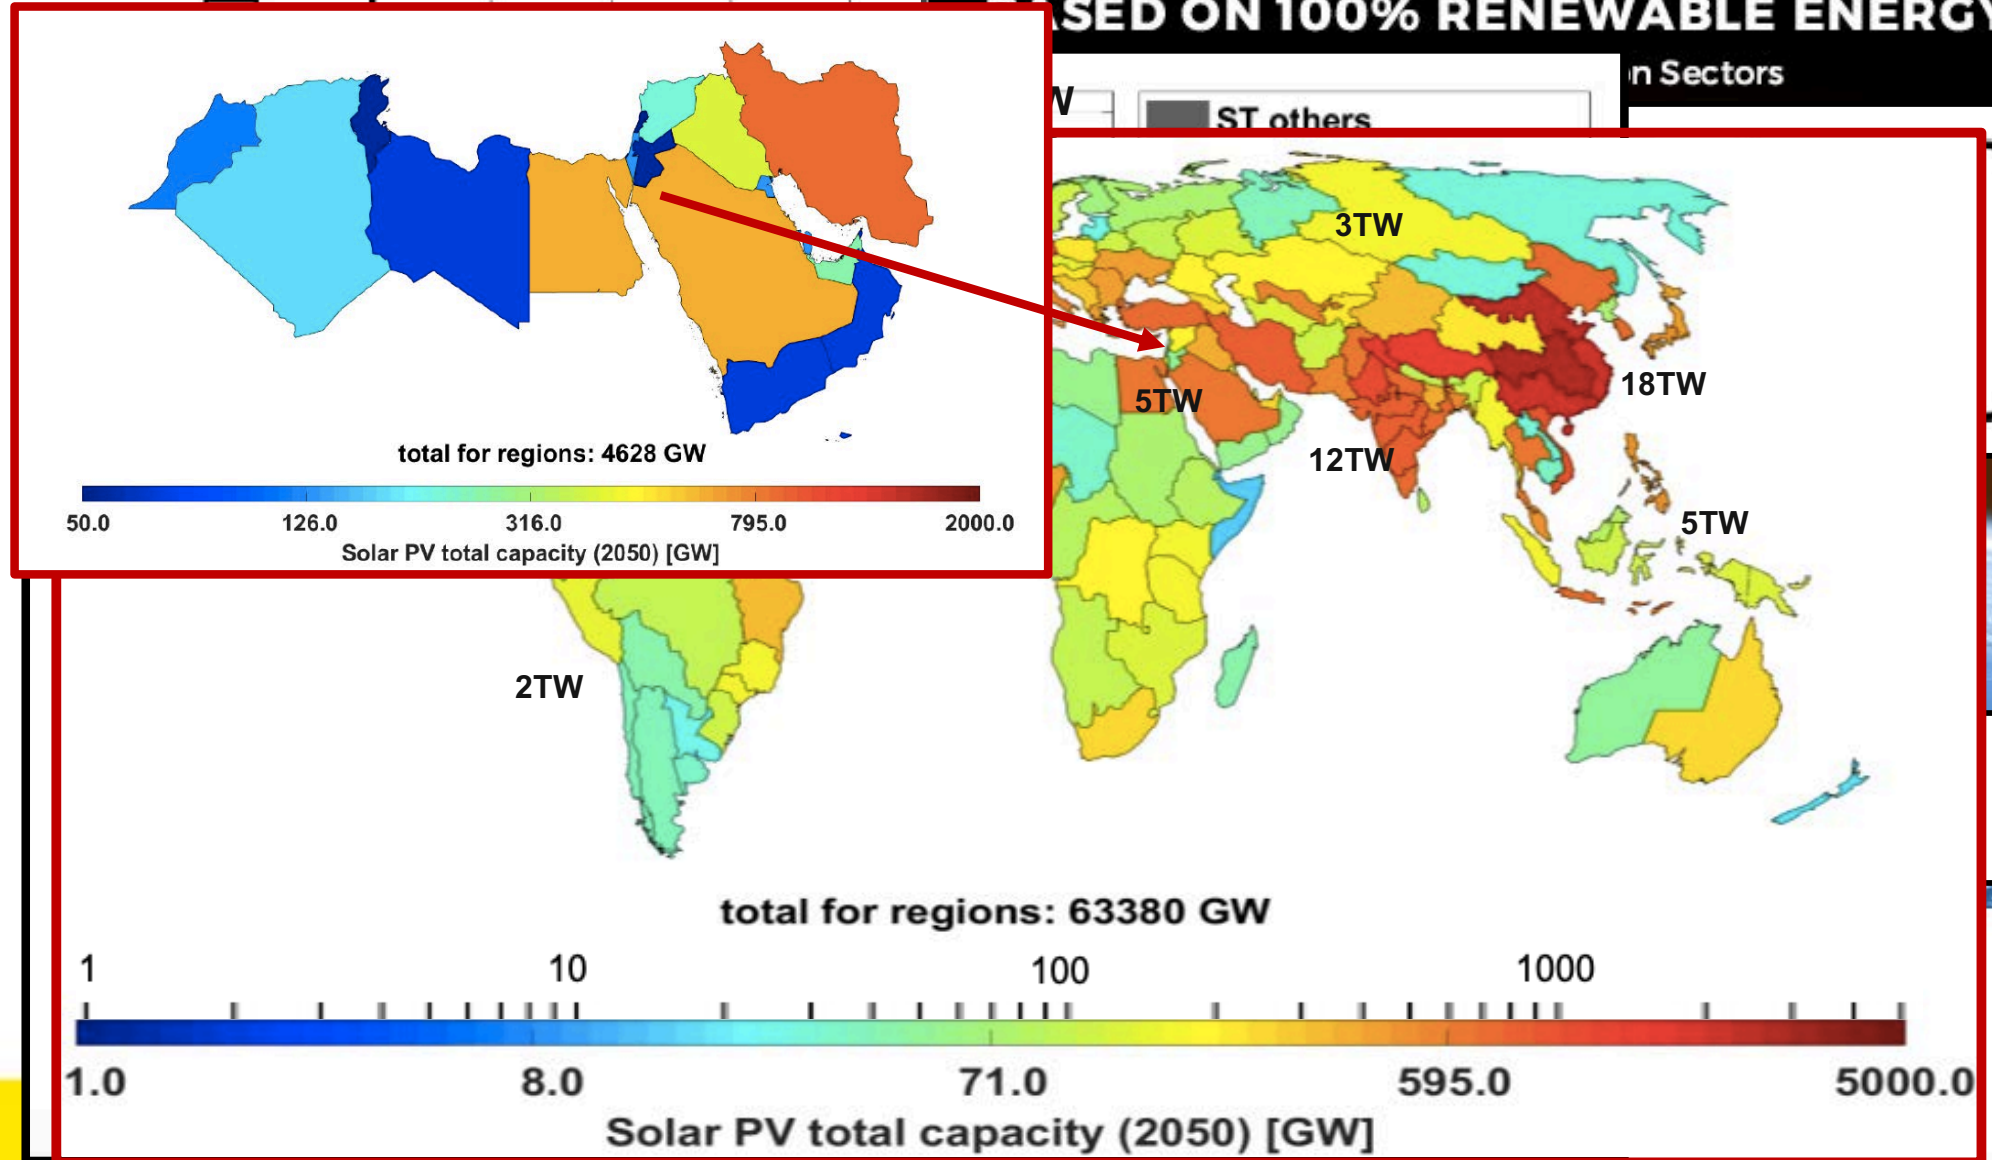 ASED ON 100% RENEWABLE ENERGY
n Sectors
W
ST others
total for regions: 4628 GW
50.0 126.0 316.0 795.0 2000.0
Solar PV total capacity (2050) [GW]
3TW
18TW
5TW
12TW
5TW
2TW
total for regions: 63380 GW
1 10 100 1000
1.0 8.0 71.0 595.0 5000.0
Solar PV total capacity (2050) [GW]